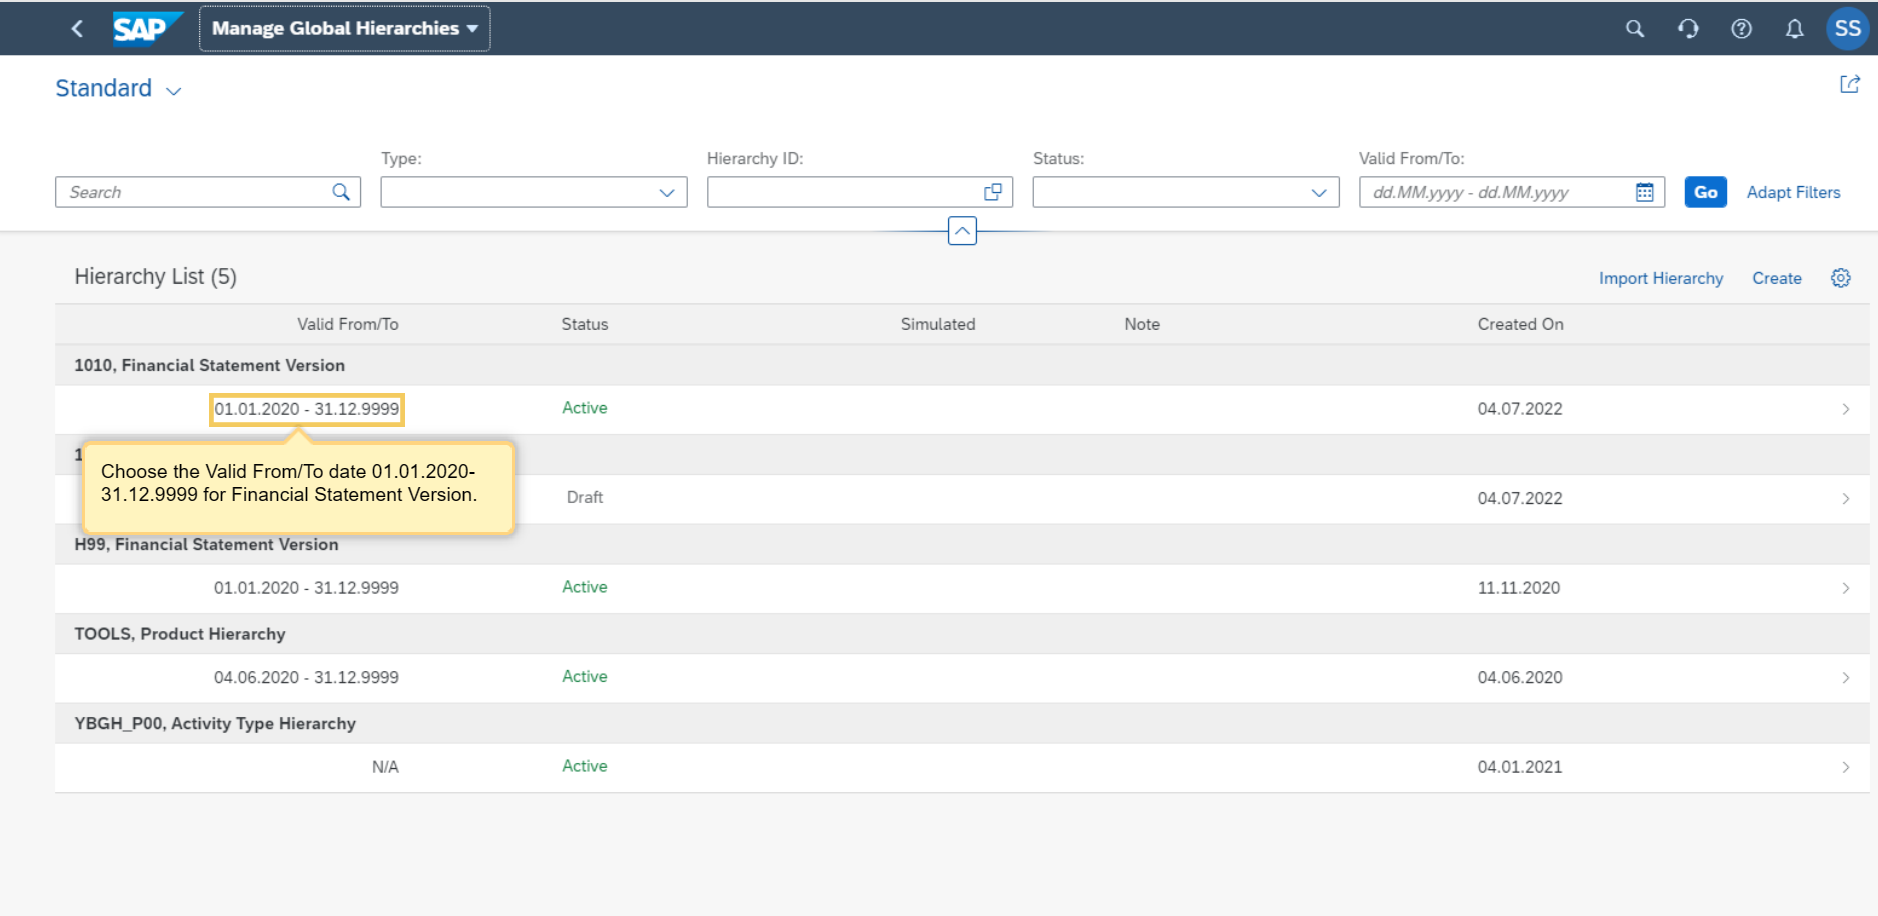 SAP Manage Global Hierarchies SS
Standard
Type: Hierarchy ID: Status: Valid From/To:
Search dd.MM.yyyy - dd.MM.yyyy Go Adapt Filters
Hierarchy List (5) Import Hierarchy Create
Valid From/To Status Simulated Note Created On
1010, Financial Statement Version
01.01.2020 - 31.12.9999 Active 04.07.2022
Choose the Valid From/To date 01.01.2020-
31.12.9999 for Financial Statement Version.
Draft 04.07.2022
H99, Financial Statement Version
01.01.2020 - 31.12.9999 Active 11.11.2020
TOOLS, Product Hierarchy
04.06.2020 - 31.12.9999 Active 04.06.2020
YBGH_P00, Activity Type Hierarchy
N/A Active 04.01.2021